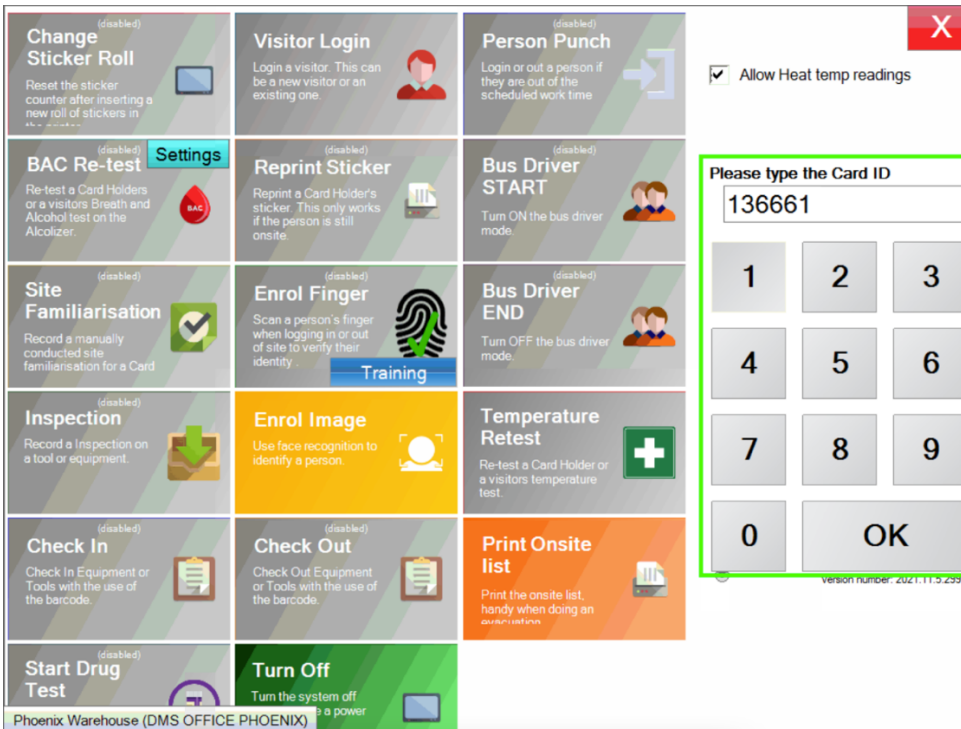 (disabled)
Change
Sticker Roll
Reset the sticker
counter after inserting a
new roll of stickers in
Visitor Login
Login a visitor. This can
be a new visitor or an
existing one.
(disabled)
Person Punch
Login or out a person if
they are out of the
scheduled work time
X
Allow Heat temp readings
(disabled)
BAC Re-test
Settings
Re-test a Card Holders
or a visitors Breath and
Alcohol test on the
Alcolizer.
BAC
(disabled)
Reprint Sticker
Reprint a Card Holder's
sticker. This only works
if the person is still
onsite.
(disabled)
Bus Driver
START
Turn ON the bus driver
mode.
(disabled)
Site
Familiarisation
Record a manually
conducted site
familiarisation for a Card
(disabled)
Enrol Finger
Scan a person's finger
when logging in or out
of site to verify their
identity .
Training
(disabled)
Bus Driver
END
Turn OFF the bus driver
mode.
(disabled)
Inspection
Record a Inspection on
a tool or equipment.
Enrol Image
Use face recognition to
identify a person.
Temperature
Retest
Re-test a Card Holder or
a visitors temperature
test.
(disabled)
Check In
Check In Equipment or
Tools with the use of
the barcode.
(disabled)
Check Out
Check Out Equipment
or Tools with the use of
the barcode.
Print Onsite
list
Print the onsite list,
handy when doing an
evacuation
(disabled)
Start Drug
Test
Turn Off
Turn the system off
e a power
Phoenix Warehouse (DMS OFFICE PHOENIX)
Please type the Card ID
136661
1 2 3
4 5 6
7 8 9
0 OK
Version number: 2021.11.5.299